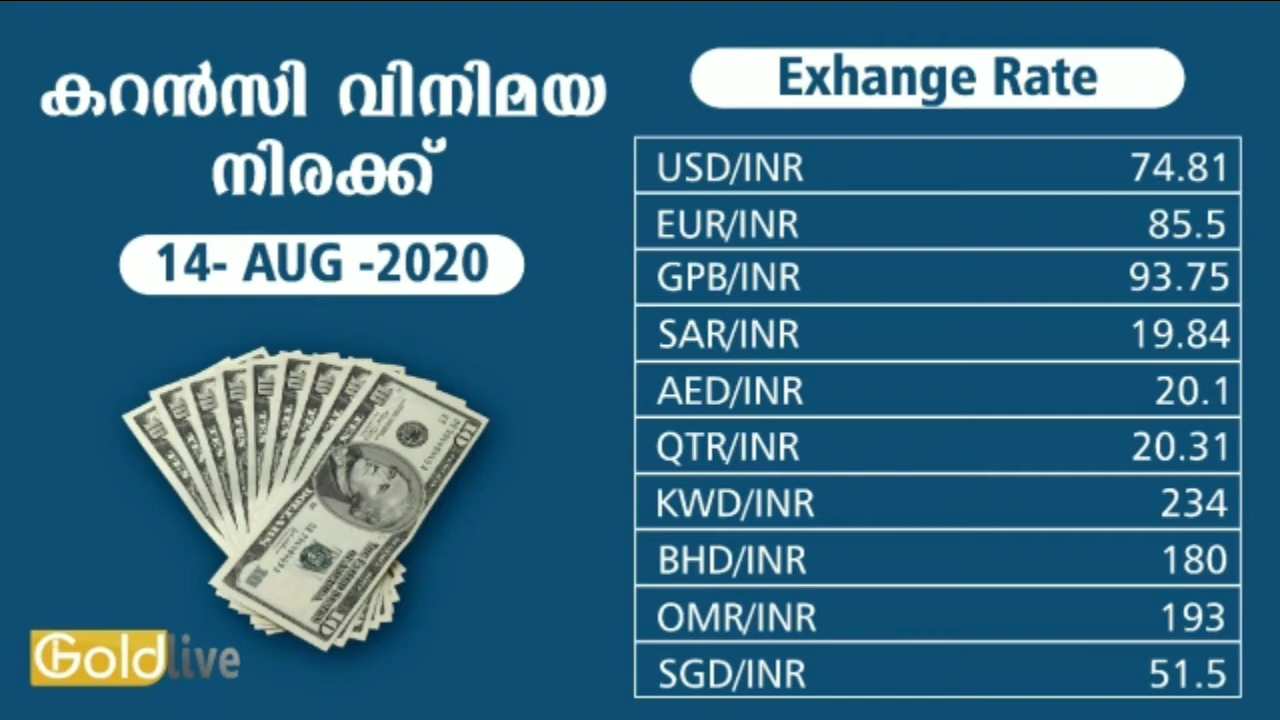 കറൻസി വിനിമയ
നിരക്ക്
14- AUG -2020
Exhange Rate
USD/INR 74.81
EUR/INR 85.5
GPB/INR 93.75
SAR/INR 19.84
AED/INR 20.1
QTR/INR 20.31
KWD/INR 234
BHD/INR 180
OMR/INR 193
SGD/INR 51.5
Goldlive